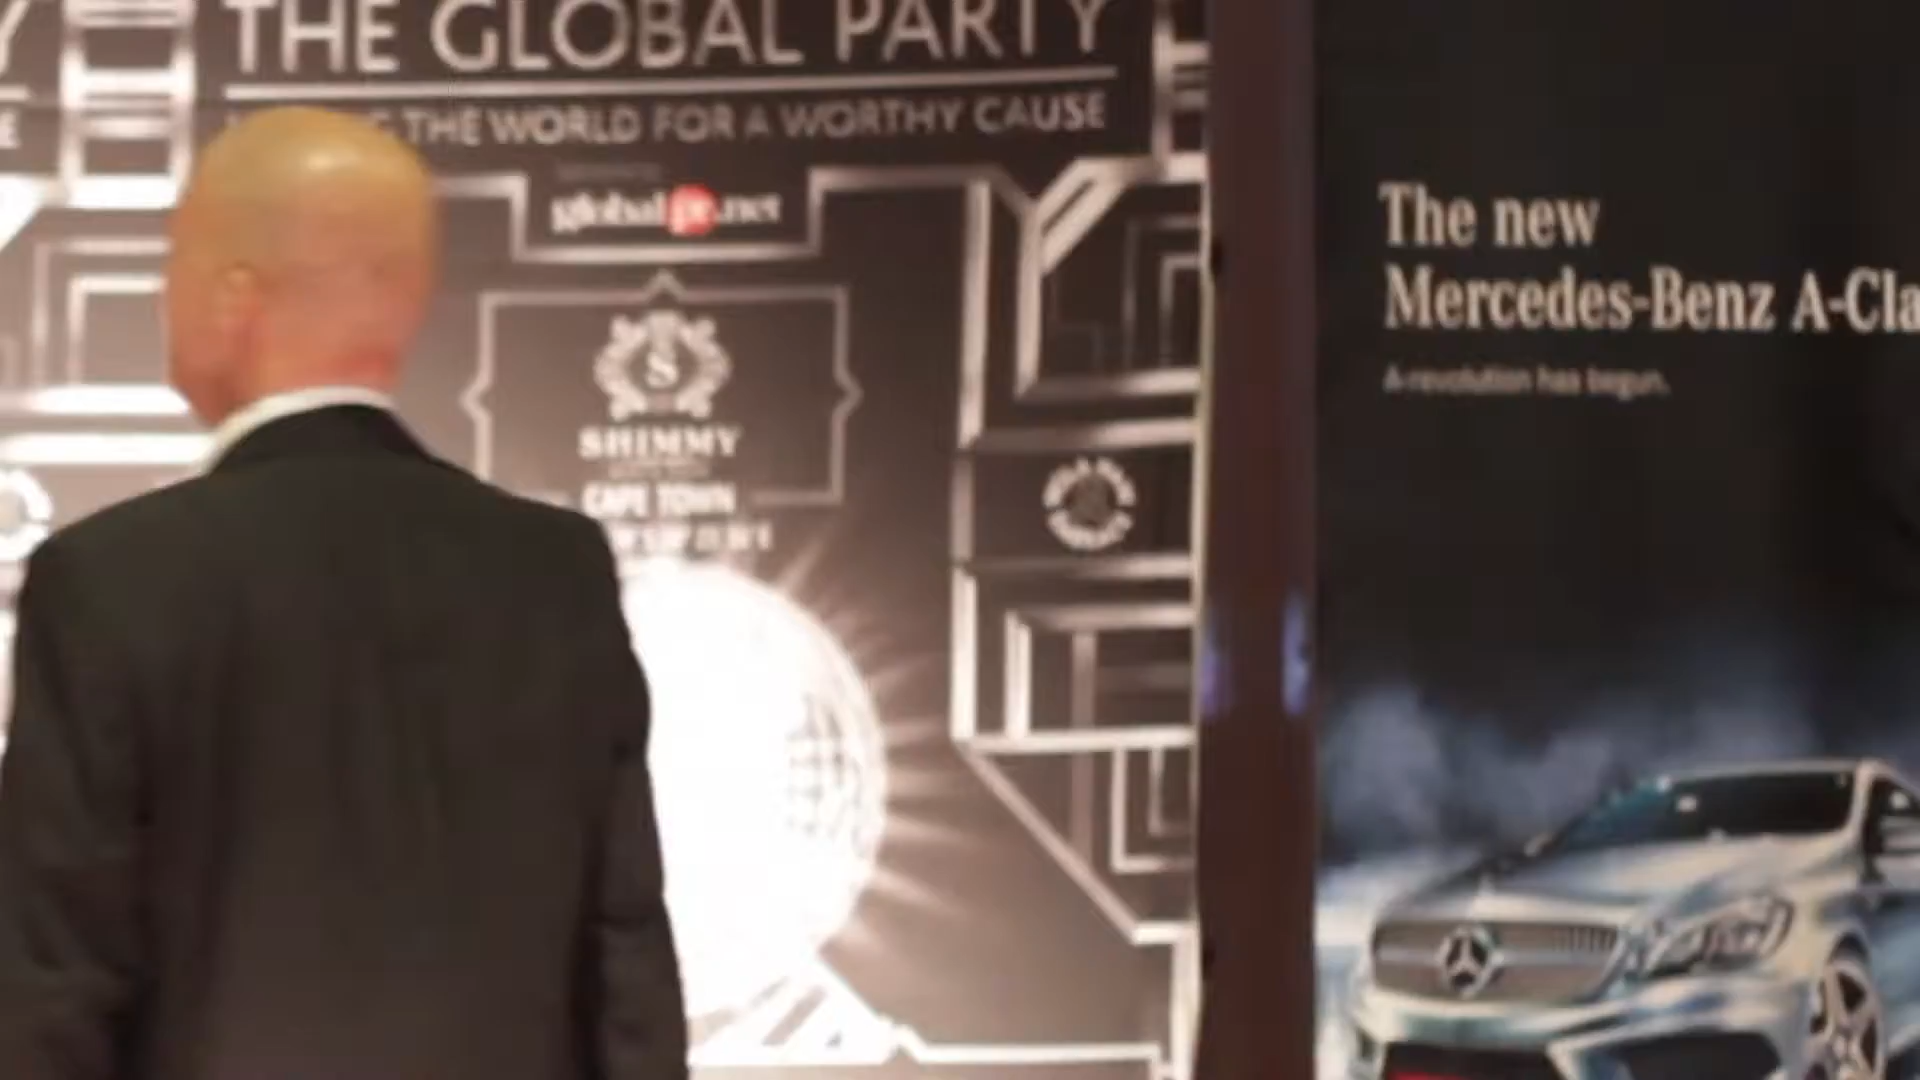 THE GLOBAL PARTY
THE WORLD FOR A WORTHY CAUSE
globalpr.net
S
SHIMMY
CAPE TOWN
The new
Mercedes-Benz A-Cla
A revolution has begun.